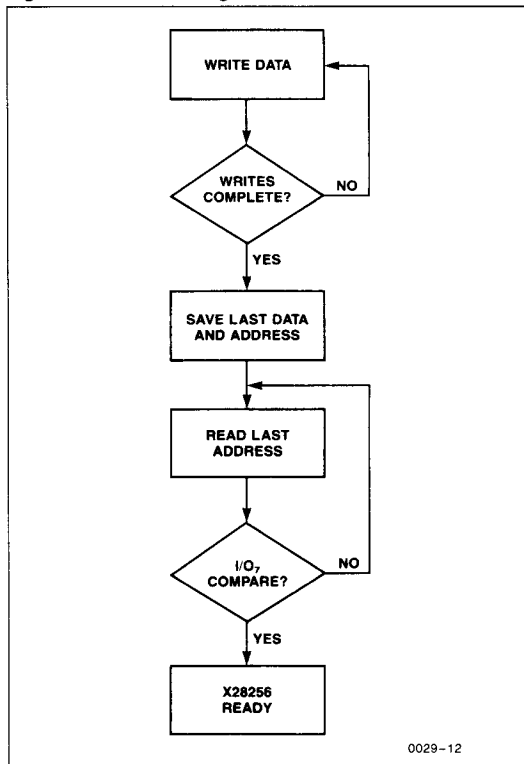 WRITE DATA
WRITES
COMPLETE?
NO
YES
SAVE LAST DATA
AND ADDRESS
READ LAST
ADDRESS
I/O₇
COMPARE?
NO
YES
X28256
READY
0029-12